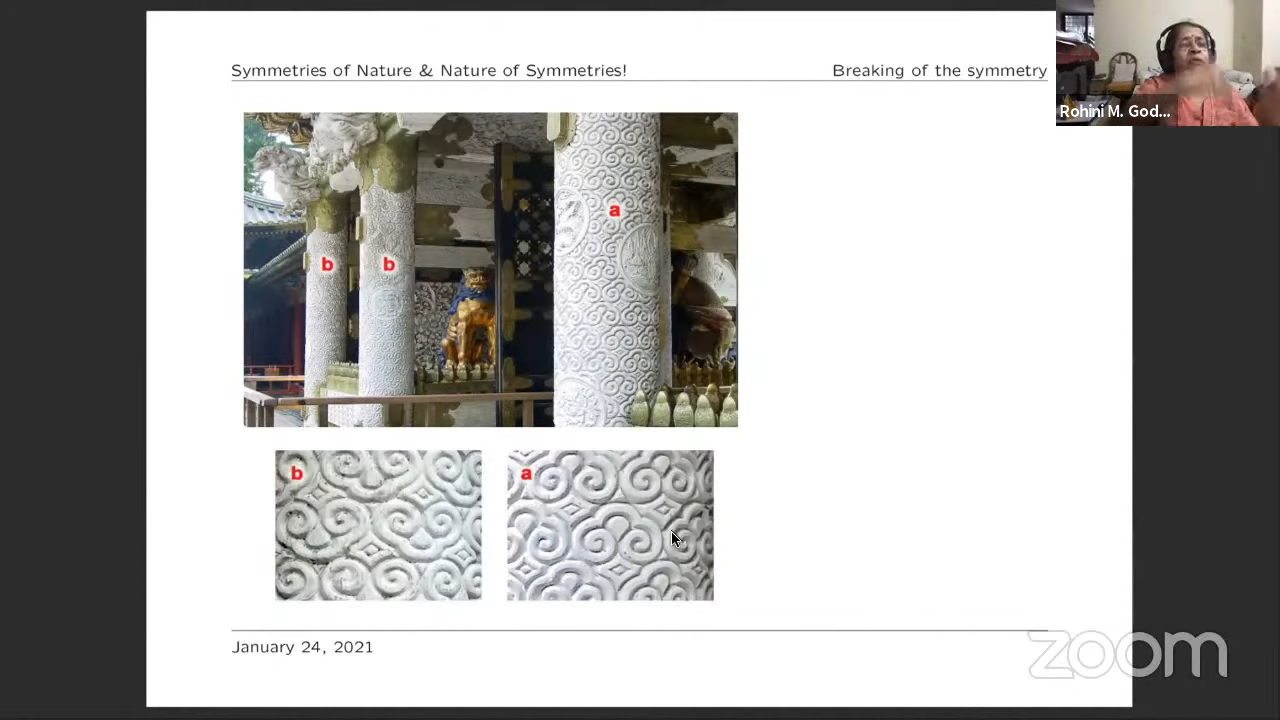 Symmetries of Nature & Nature of Symmetries!
Breaking of the symmetry
Rohini M. God...
a
b
b
b
a
January 24, 2021
zoom